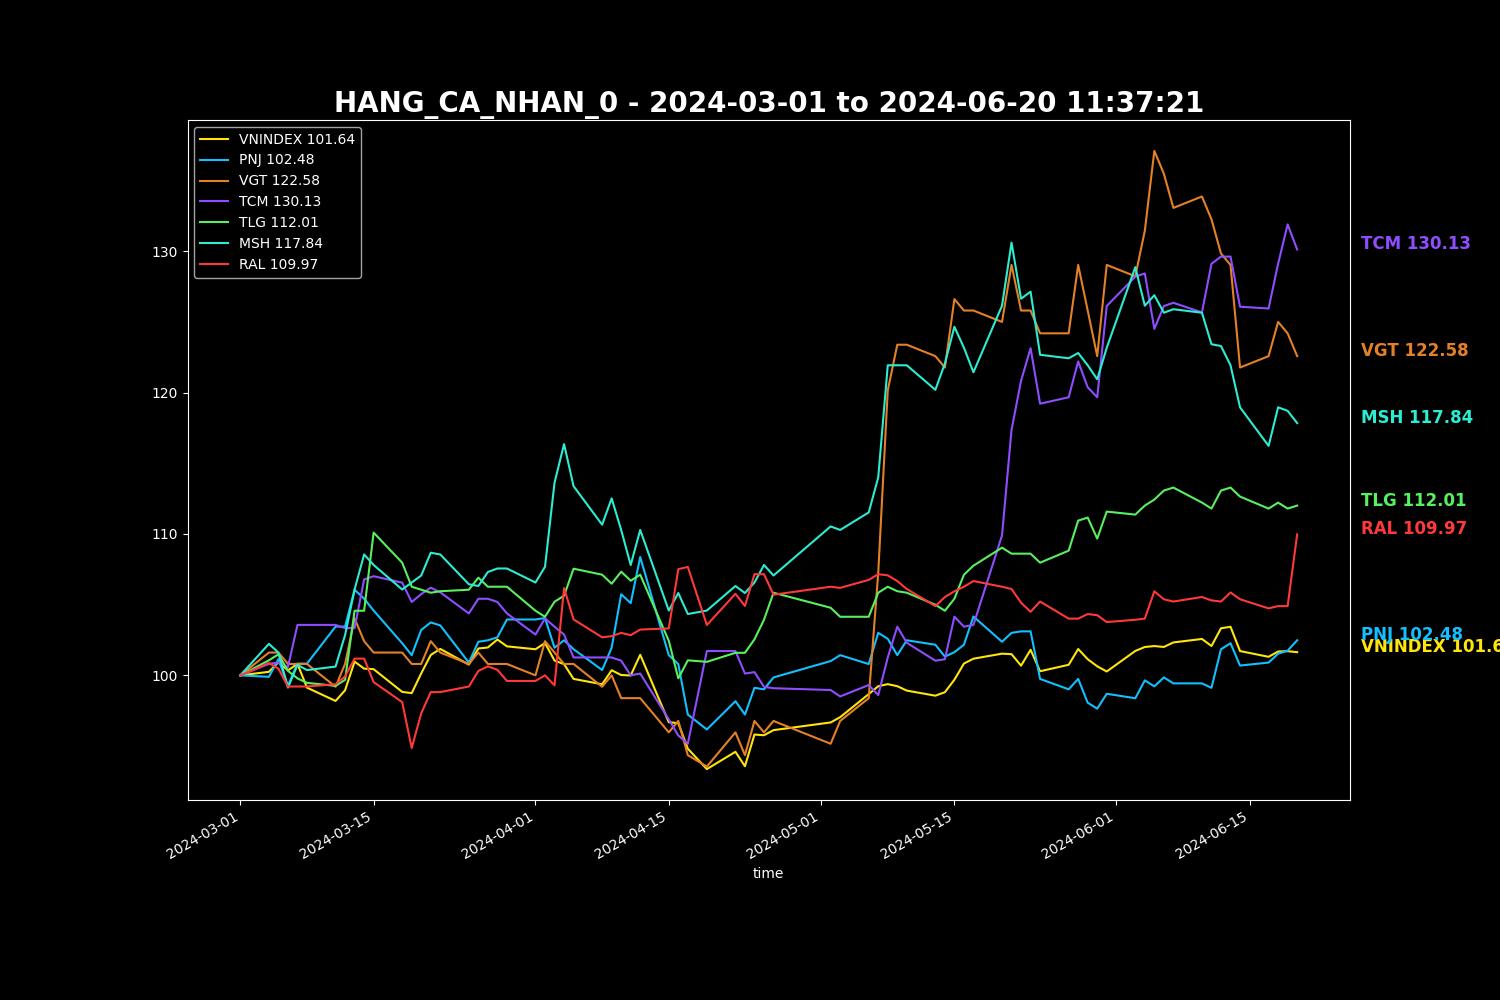 HANG_CA_NHAN_0 - 2024-03-01 to 2024-06-20 11:37:21
VNINDEX 101.64
PNJ 102.48
VGT 122.58
TCM 130.13
TLG 112.01
MSH 117.84
RAL 109.97
130
120
110
100
TCM 130.13
VGT 122.58
MSH 117.84
TLG 112.01
RAL 109.97
PNJ 102.48
VNINDEX 101.6
2024-03-01
2024-03-15
2024-04-01
2024-04-15
2024-05-01
2024-05-15
2024-06-01
2024-06-15
time